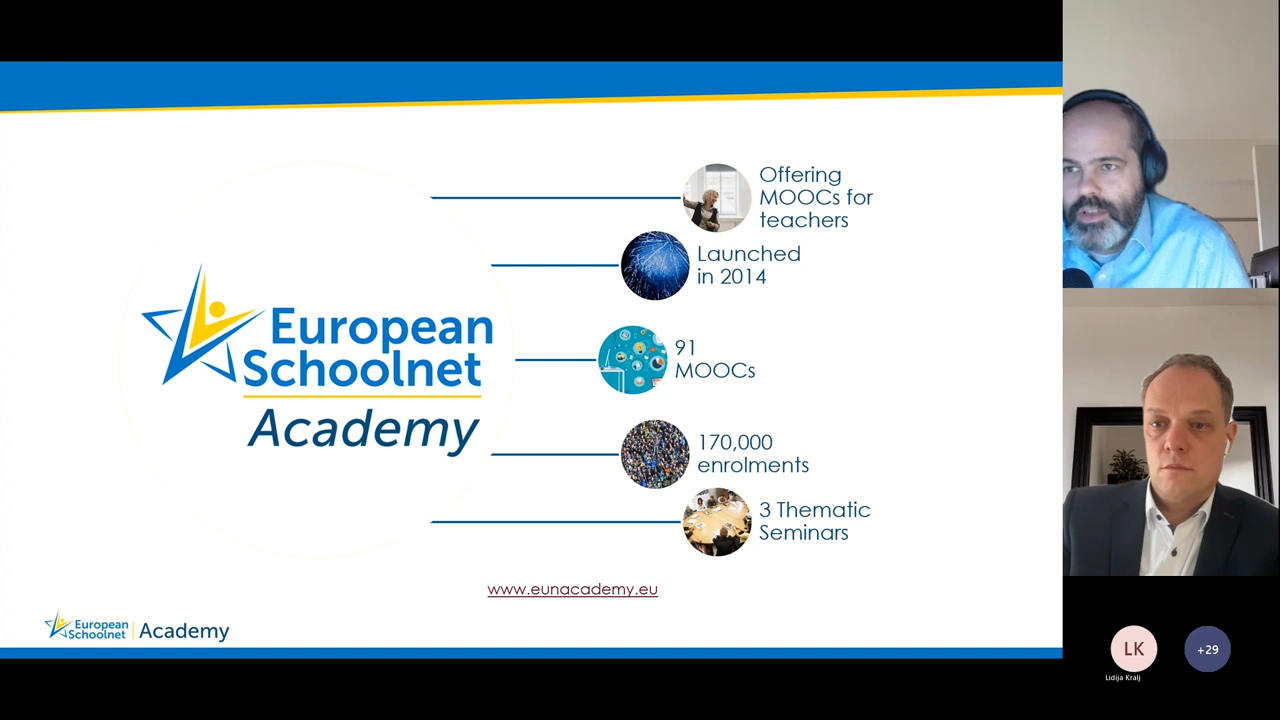 Offering
MOOCs for
teachers
Launched
in 2014
91
MOOCs
170,000
enrolments
3 Thematic
Seminars
European
Schoolnet
Academy
www.eunacademy.eu
European
Schoolnet
Academy
LK
Lidija Kralj
+29